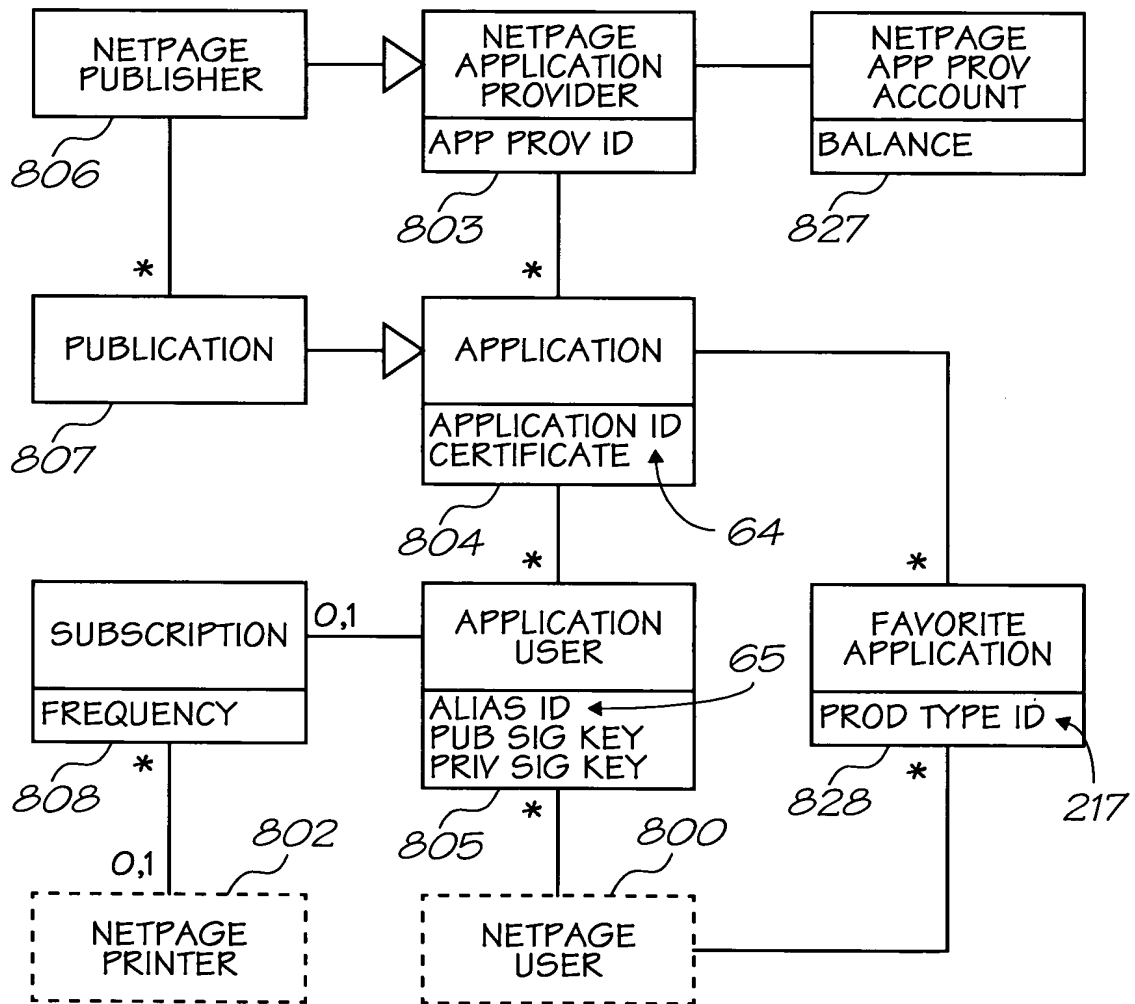 NETPAGE
PUBLISHER
806
NETPAGE
APPLICATION
PROVIDER
APP PROV ID
803
NETPAGE
APP PROV
ACCOUNT
BALANCE
827
*
*
PUBLICATION
807
APPLICATION
APPLICATION ID
CERTIFICATE
804
64
*
*
SUBSCRIPTION
FREQUENCY
808
0,1
APPLICATION
USER
ALIAS ID
PUB SIG KEY
PRIV SIG KEY
805
65
FAVORITE
APPLICATION
PROD TYPE ID
828
217
*
*
*
0,1
802
NETPAGE
PRINTER
800
NETPAGE
USER